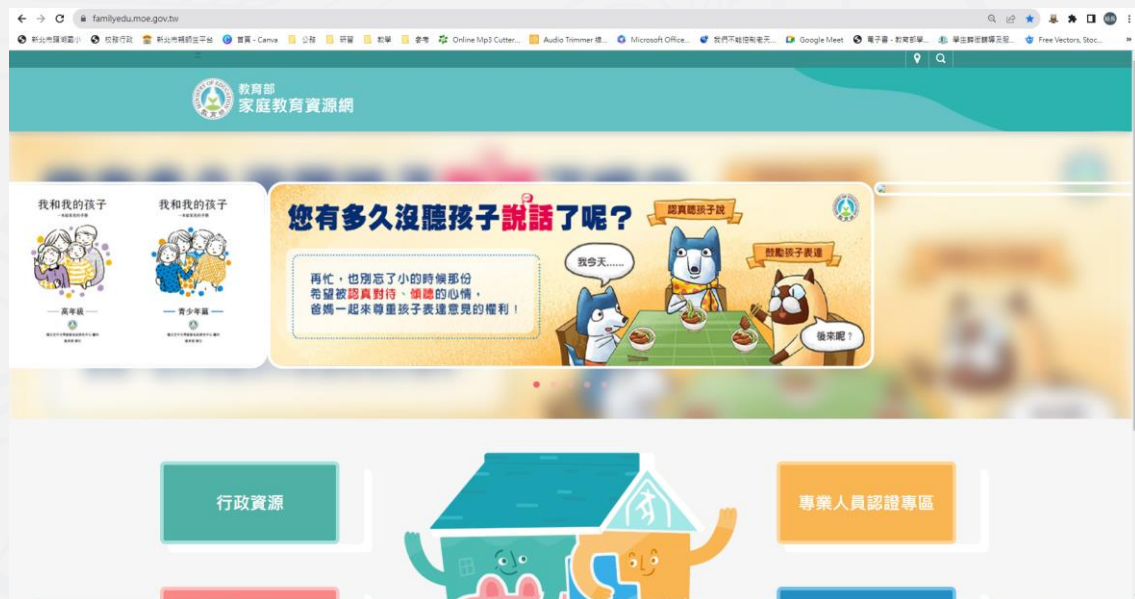 familyedu.moe.gov.tw
新北市頭湖國小 校務行政 新北市親師生平台 首頁 - Canva 公務 研習 教學 參考 Online Mp3 Cutter... Audio Trimmer 線... Microsoft Office... 我們不能控制老天... Google Meet 電子書 - 教育部學... Free Vectors, Stoc... »
教育部
家庭教育資源網
我和我的孩子
高年級
我和我的孩子
青少年篇
您有多久沒聽孩子說話了呢?
再忙,也別忘了小的時候那份
希望被認真對待、傾聽的心情,
爸媽一起來尊重孩子表達意見的權利!
認真聽孩子說
我今天......
鼓勵孩子表達
後來呢?
行政資源
專業人員認證專區